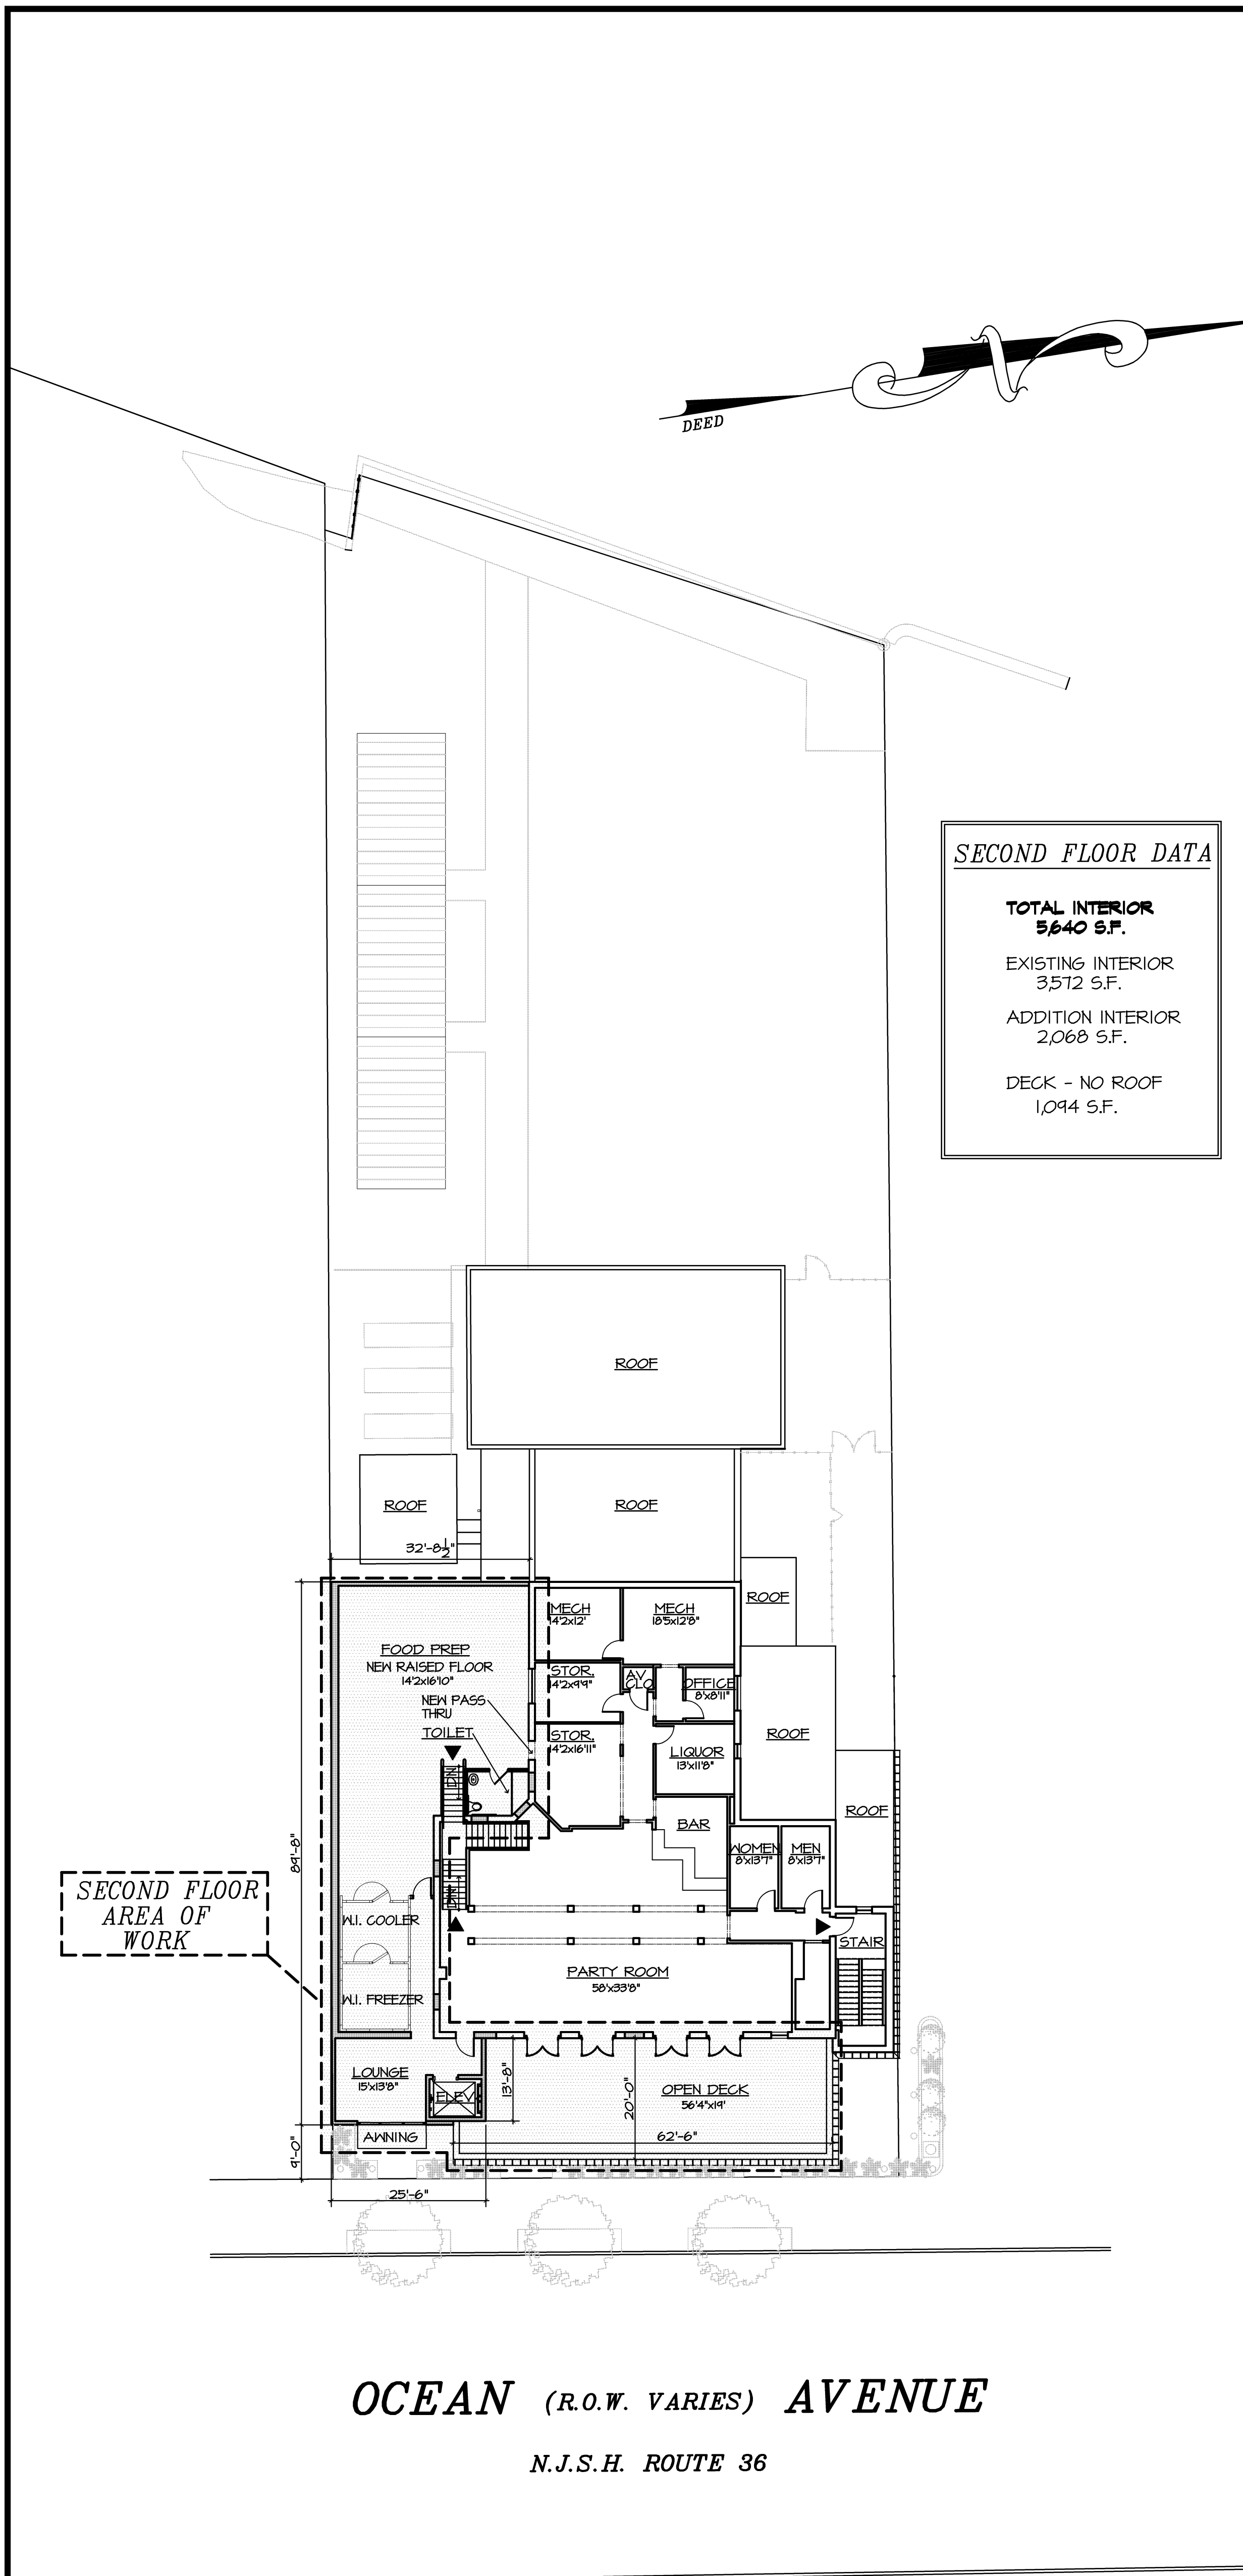 DEED
SECOND FLOOR DATA
TOTAL INTERIOR
5,640 S.F.
EXISTING INTERIOR
3,572 S.F.
ADDITION INTERIOR
2,068 S.F.
DECK - NO ROOF
1,094 S.F.
ROOF
ROOF
ROOF
32'-8 1/2"
ROOF
MECH
14'2x12'
MECH
18'5x12'8"
FOOD PREP
NEW RAISED FLOOR
14'2x16'10"
STOR.
14'2x9'9"
AV
CLO
OFFICE
8'x8'11"
NEW PASS
THRU
TOILET
STOR.
14'2x16'11"
LIQUOR
13'x11'8"
ROOF
DN
ROOF
BAR
WOMEN
8'x13'7"
MEN
8'x13'7"
89'-8"
SECOND FLOOR
AREA OF
WORK
DN
W.I. COOLER
STAIR
PARTY ROOM
58'x33'8"
W.I. FREEZER
LOUNGE
15'x13'8"
ELEV.
13'-8"
20'-0"
OPEN DECK
56'4"x19'
AWNING
62'-6"
9'-0"
25'-6"
OCEAN (R.O.W. VARIES) AVENUE
N.J.S.H. ROUTE 36